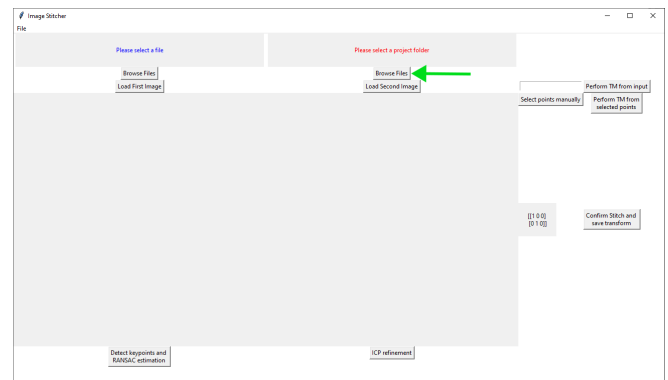 Image Stitcher
File
Please select a file
Please select a project folder
Browse Files
Browse Files
Load First Image
Load Second Image
Perform TM from input
Select points manually
Perform TM from
selected points
[[1 0 0]
[0 1 0]]
Confirm Stitch and
save transform
Detect keypoints and
RANSAC estimation
ICP refinement